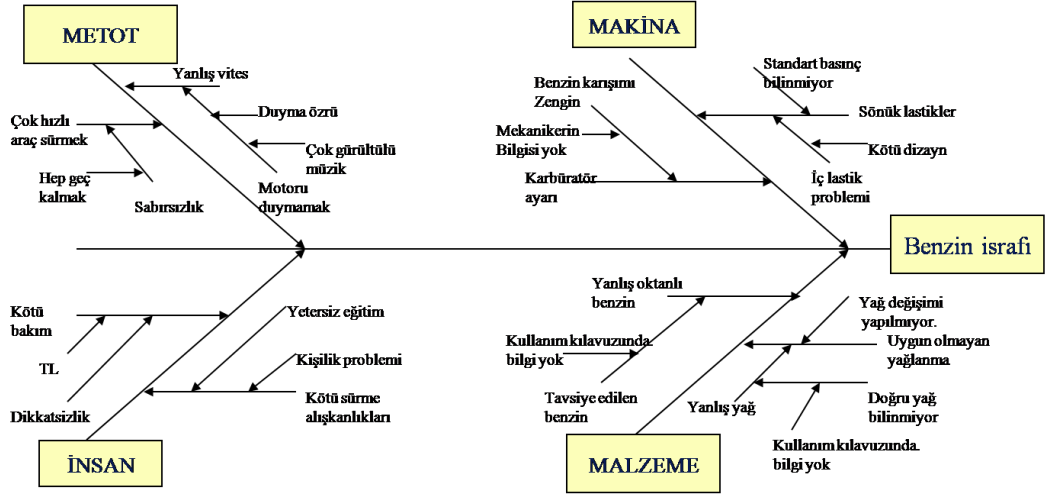 METOT
MAKİNA
Yanlış vites
Duyma özrü
Çok hızlı
araç sürmek
Çok gürültülü
müzik
Hep geç
kalmak
Sabırsızlık
Motoru
duymamak
Benzin karışımı
Zengin
Mekanikerin
Bilgisi yok
Karbüratör
ayarı
Standart basınç
bilinmiyor
Sönük lastikler
Kötü dizayn
İç lastik
problemi
Benzin israfı
Kötü
bakım
TL
Dikkatsizlik
Yetersiz eğitim
Kişilik problemi
Kötü sürme
alışkanlıkları
İNSAN
Yanlış oktanlı
benzin
Kullanım kılavuzunda
bilgi yok
Tavsiye edilen
benzin
Yağ değişimi
yapılmıyor.
Uygun olmayan
yağlanma
Yanlış yağ
Doğru yağ
bilinmiyor
Kullanım kılavuzunda.
bilgi yok
MALZEME